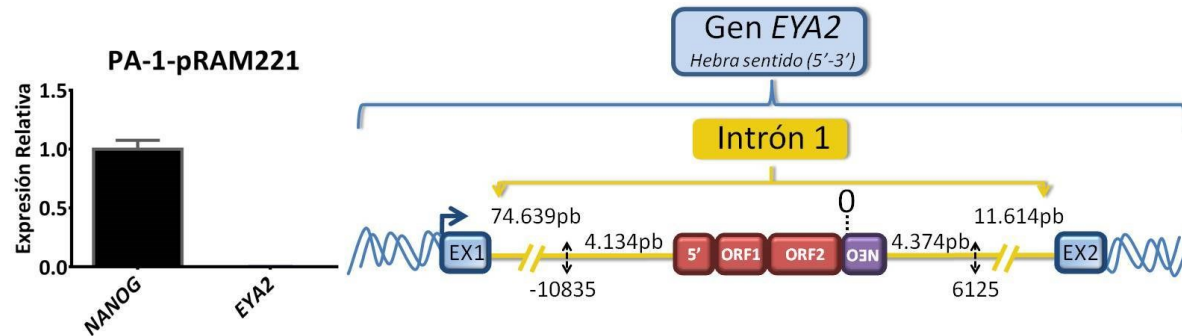 PA-1-pRAM221
Expresión Relativa
1.5
1.0
0.5
0.0
NANOG
EYA2
Gen EYA2
Hebra sentido (5’-3’)
Intrón 1
0
74.639pb
11.614pb
4.134pb
4.374pb
EX1
5’
ORF1
ORF2
NEO
EX2
-10835
6125